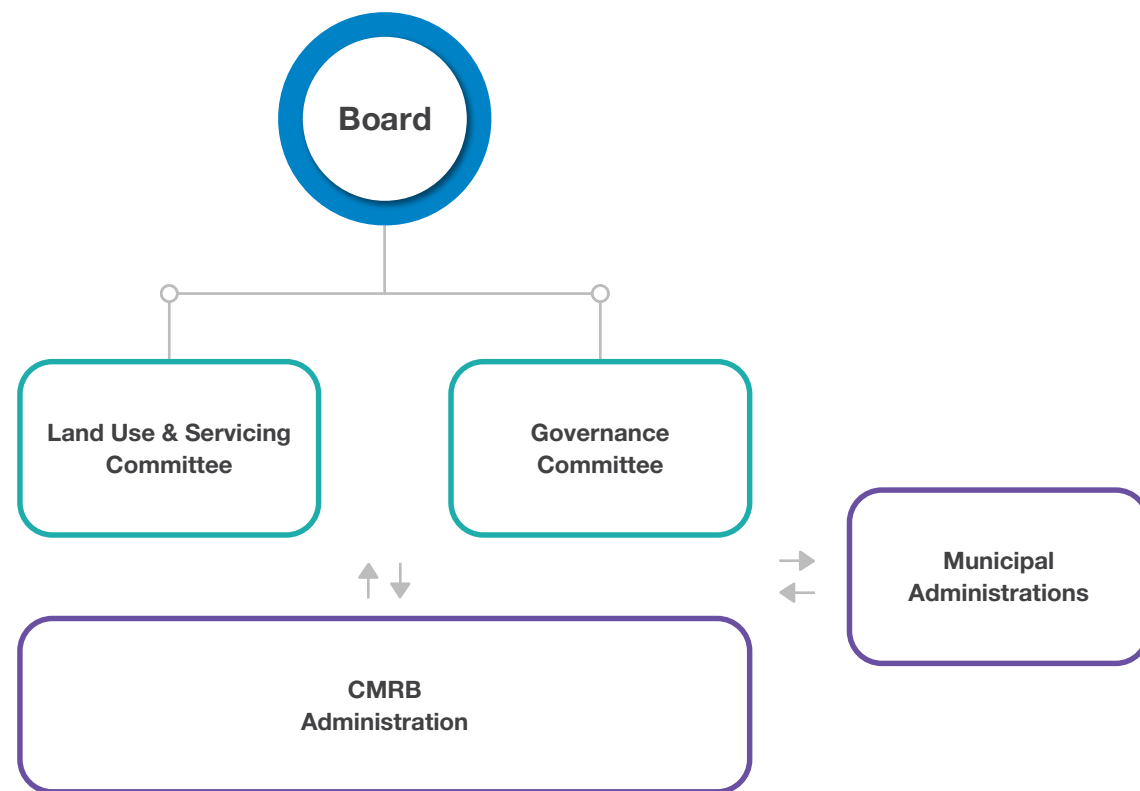 Board
Land Use & Servicing
Committee
Governance
Committee
Municipal
Administrations
CMRB
Administration